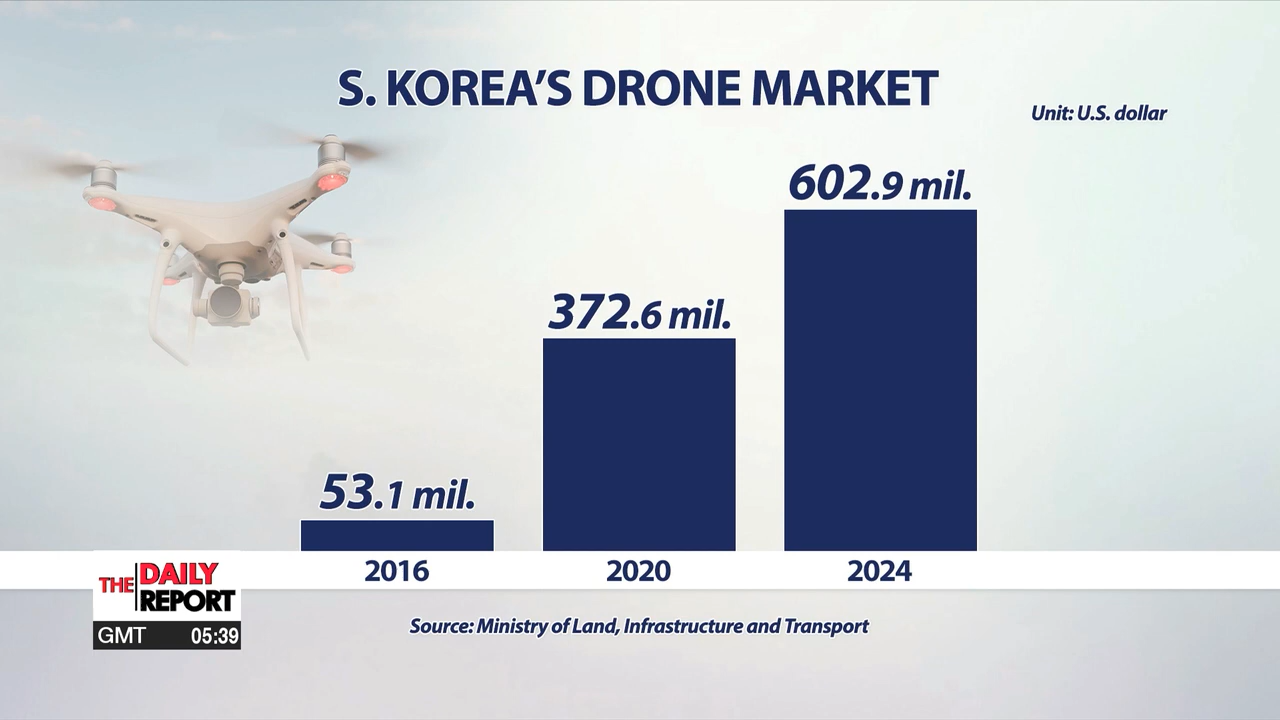 S. KOREA'S DRONE MARKET
Unit: U.S. dollar
602.9 mil.
372.6 mil.
53.1 mil.
2016 2020 2024
THE DAILY
REPORT
GMT 05:39
Source: Ministry of Land, Infrastructure and Transport